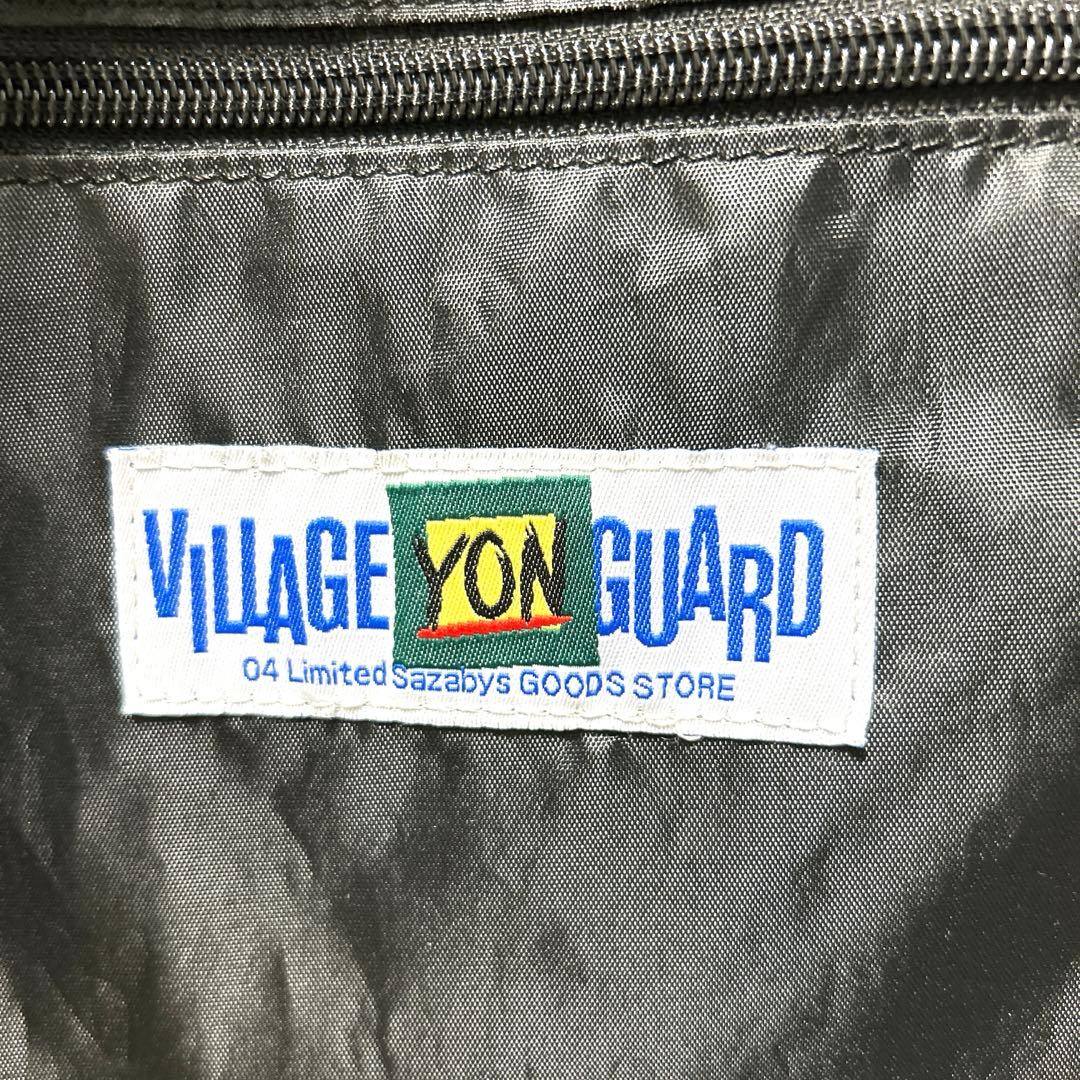 VILLAGE YON GUARD
04 Limited Sazabys GOODS STORE